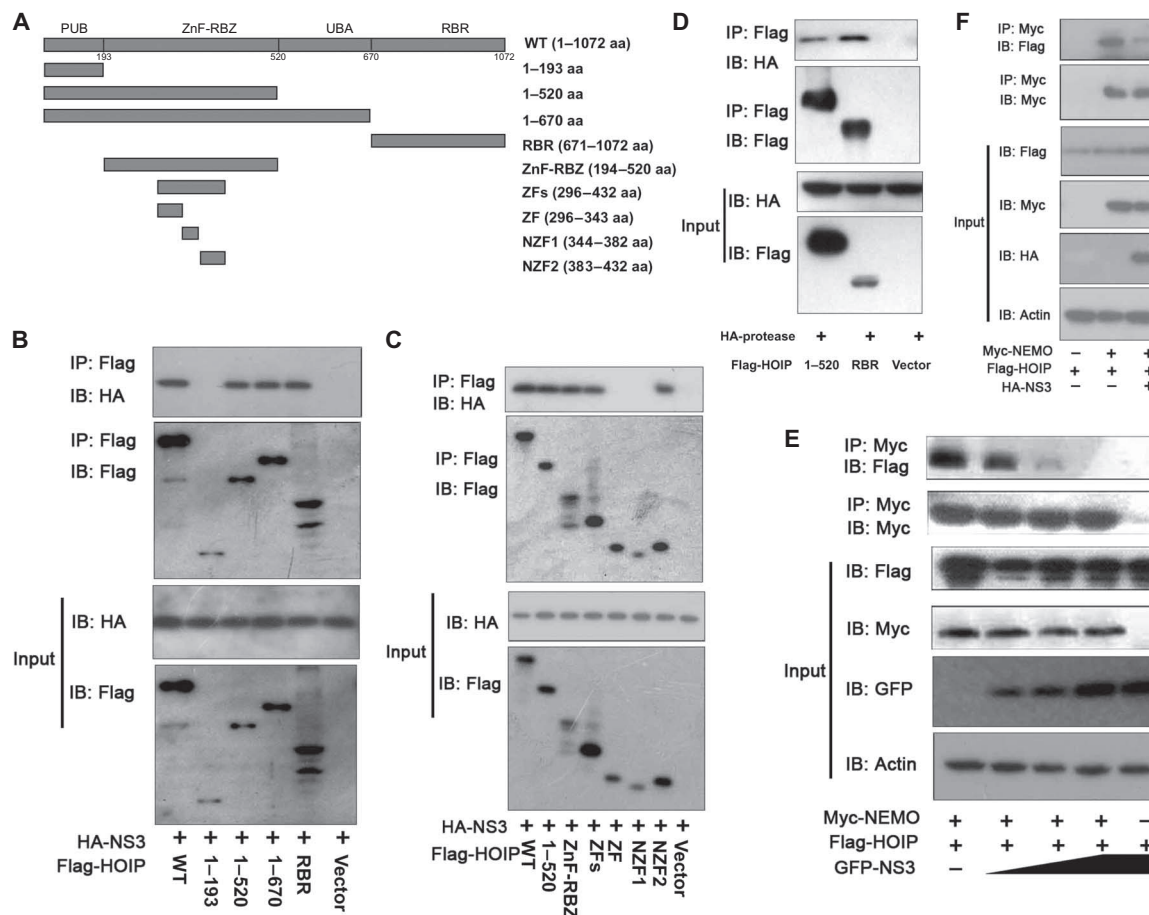 A
PUB ZnF-RBZ UBA RBR
193 520 670 1072
WT (1–1072 aa)
1–193 aa
1–520 aa
1–670 aa
RBR (671–1072 aa)
ZnF-RBZ (194–520 aa)
ZFs (296–432 aa)
ZF (296–343 aa)
NZF1 (344–382 aa)
NZF2 (383–432 aa)
B
IP: Flag
IB: HA
IP: Flag
IB: Flag
Input
IB: HA
IB: Flag
HA-NS3 + + + + + +
Flag-HOIP WT 1–193 1–520 1–670 RBR Vector
C
IP: Flag
IB: HA
IP: Flag
IB: Flag
Input
IB: HA
IB: Flag
HA-NS3 + + + + + + + +
Flag-HOIP: WT 1–520 ZnF-RBZ ZFs ZF NZF1 NZF2 Vector
D
IP: Flag
IB: HA
IP: Flag
IB: Flag
Input
IB: HA
IB: Flag
HA-protease + + +
Flag-HOIP 1–520 RBR Vector
F
IP: Myc
IB: Flag
IP: Myc
IB: Myc
Input
IB: Flag
IB: Myc
IB: HA
IB: Actin
Myc-NEMO – + +
Flag-HOIP + + +
HA-NS3 – – +
E
IP: Myc
IB: Flag
IP: Myc
IB: Myc
Input
IB: Flag
IB: Myc
IB: GFP
IB: Actin
Myc-NEMO + + + + –
Flag-HOIP + + + + +
GFP-NS3 –